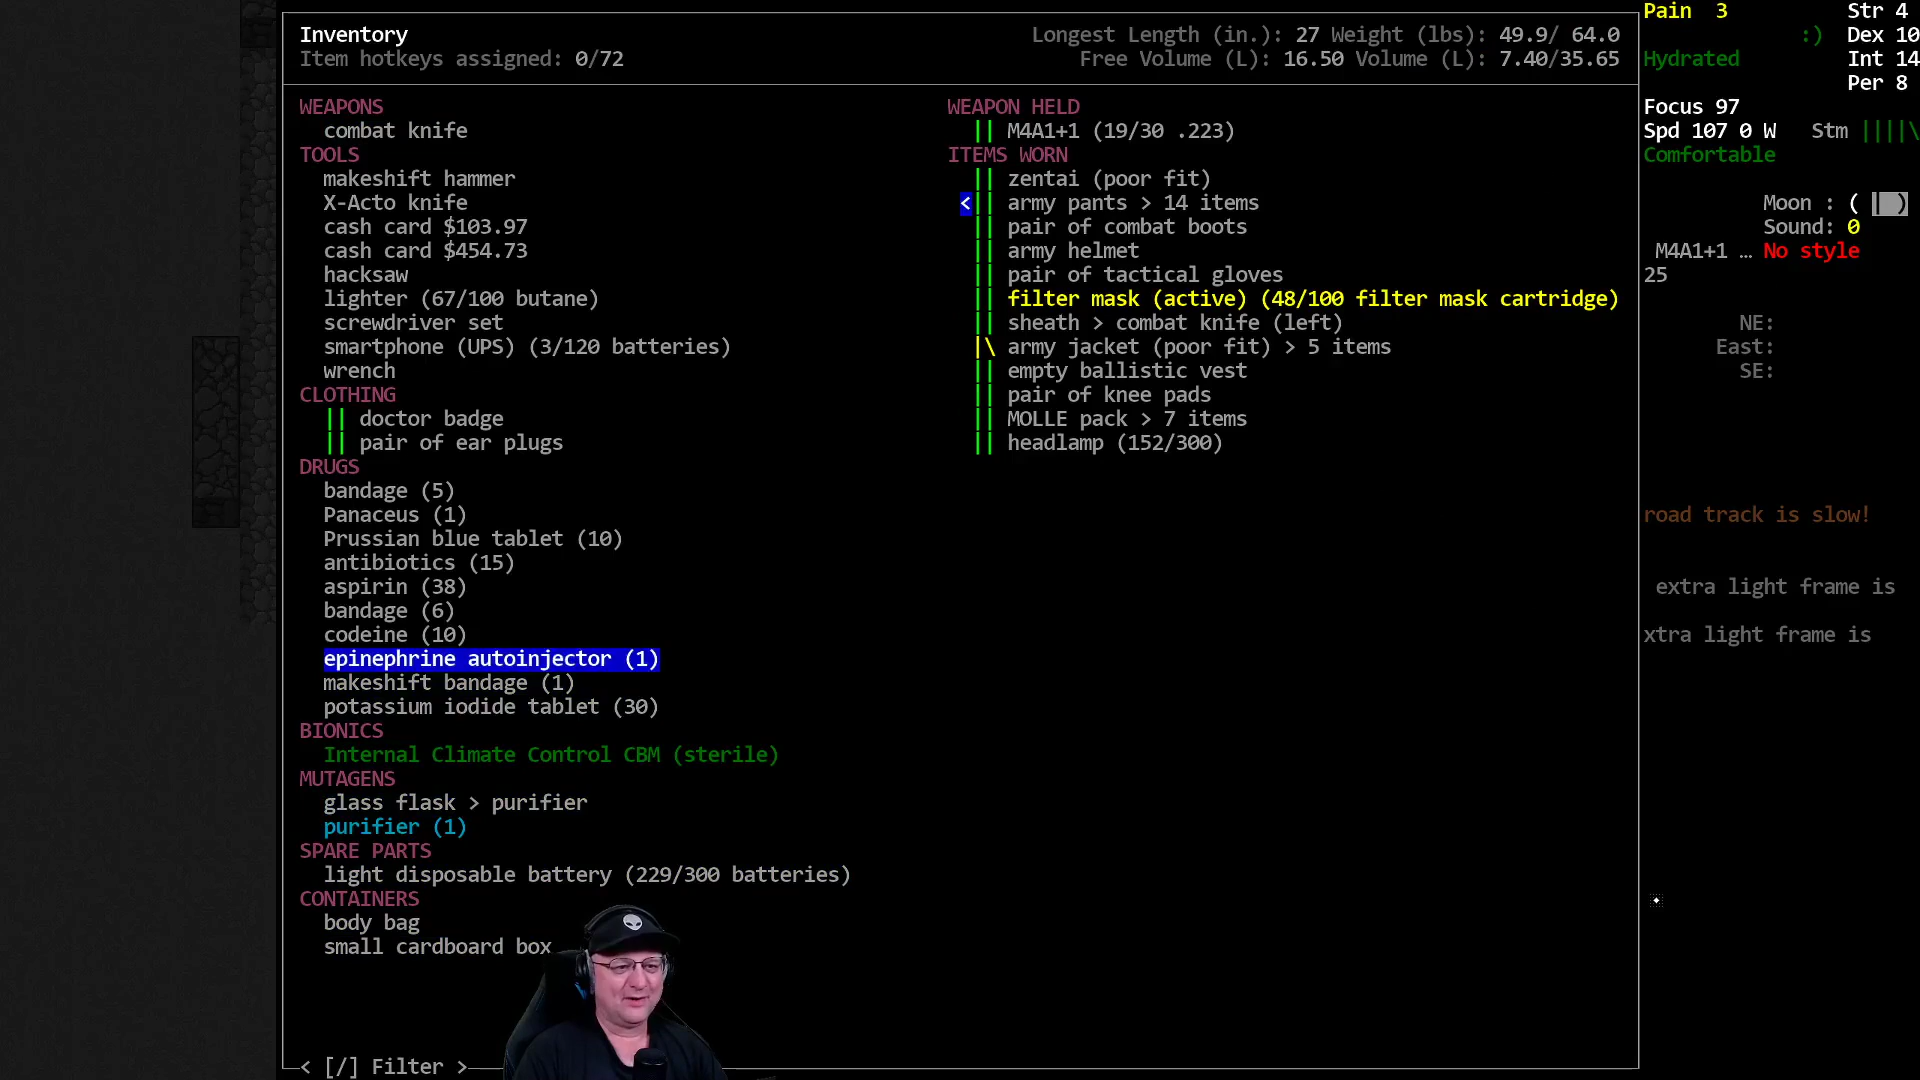 Inventory
Item hotkeys assigned: 0/72
Longest Length (in.): 27 Weight (lbs): 49.9/ 64.0
Free Volume (L): 16.50 Volume (L): 7.40/35.65
WEAPONS
combat knife
TOOLS
makeshift hammer
X-Acto knife
cash card $103.97
cash card $454.73
hacksaw
lighter (67/100 butane)
screwdriver set
smartphone (UPS) (3/120 batteries)
wrench
CLOTHING
|| doctor badge
|| pair of ear plugs
DRUGS
bandage (5)
Panaceus (1)
Prussian blue tablet (10)
antibiotics (15)
aspirin (38)
bandage (6)
codeine (10)
epinephrine autoinjector (1)
makeshift bandage (1)
potassium iodide tablet (30)
BIONICS
Internal Climate Control CBM (sterile)
MUTAGENS
glass flask > purifier
purifier (1)
SPARE PARTS
light disposable battery (229/300 batteries)
CONTAINERS
body bag
small cardboard box
< [/] Filter >
WEAPON HELD
|| M4A1+1 (19/30 .223)
ITEMS WORN
|| zentai (poor fit)
< || army pants > 14 items
|| pair of combat boots
|| army helmet
|| pair of tactical gloves
|| filter mask (active) (48/100 filter mask cartridge)
|| sheath > combat knife (left)
|\ army jacket (poor fit) > 5 items
|| empty ballistic vest
|| pair of knee pads
|| MOLLE pack > 7 items
|| headlamp (152/300)
Pain 3 Str 4
:) Dex 10
Hydrated Int 14
Per 8
Focus 97
Spd 107 0 W Stm ||||\
Comfortable
Moon : ( | )
Sound: 0
M4A1+1 … No style
25
NE:
East:
SE:
road track is slow!
extra light frame is
xtra light frame is